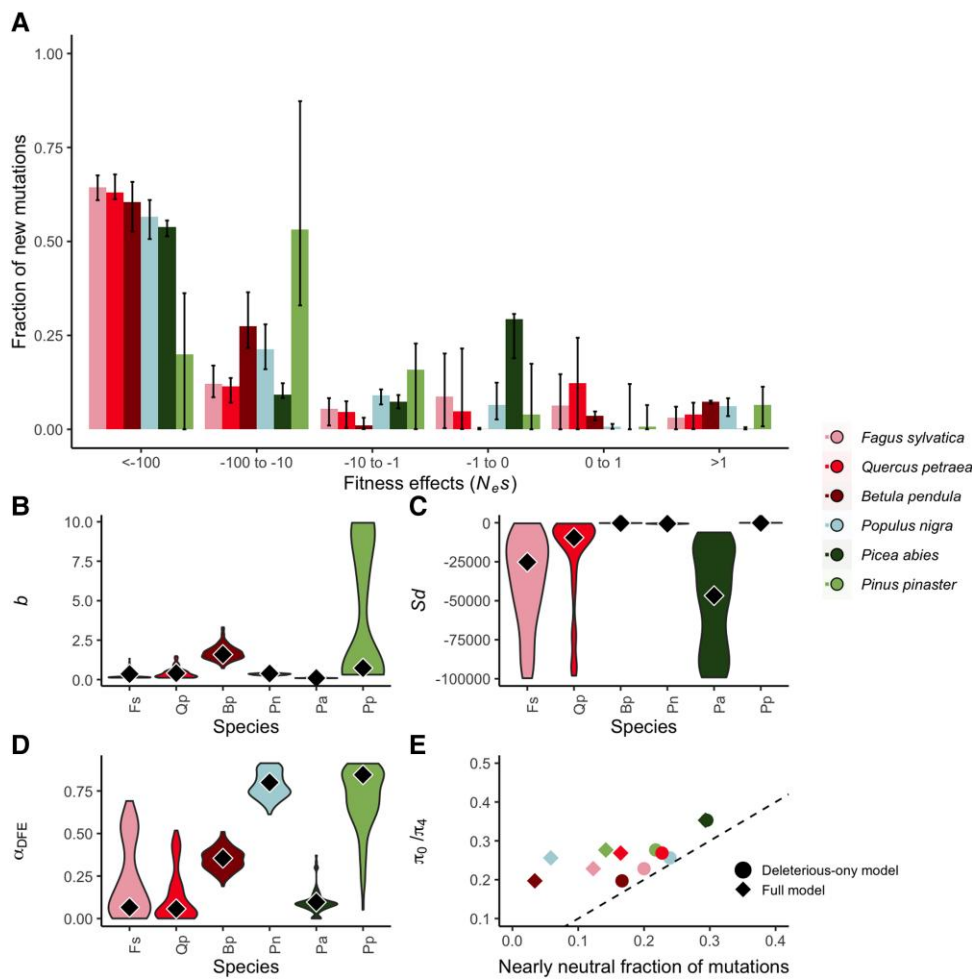 A
1.00
0.75
0.50
0.25
0.00
Fraction of new mutations
<-100 -100 to -10 -10 to -1 -1 to 0 0 to 1 >1
Fitness effects (Nes)
Fagus sylvatica
Quercus petraea
Betula pendula
Populus nigra
Picea abies
Pinus pinaster
B
10.0
7.5
5.0
2.5
0.0
b
Fs Qp Bp Pn Pa Pp
Species
C
0
-25000
-50000
-75000
-100000
Sd
Fs Qp Bp Pn Pa Pp
Species
D
0.75
0.50
0.25
0.00
αDFE
Fs Qp Bp Pn Pa Pp
Species
E
0.5
0.4
0.3
0.2
0.1
π0/π4
Deleterious-ony model
Full model
0.0 0.1 0.2 0.3 0.4
Nearly neutral fraction of mutations